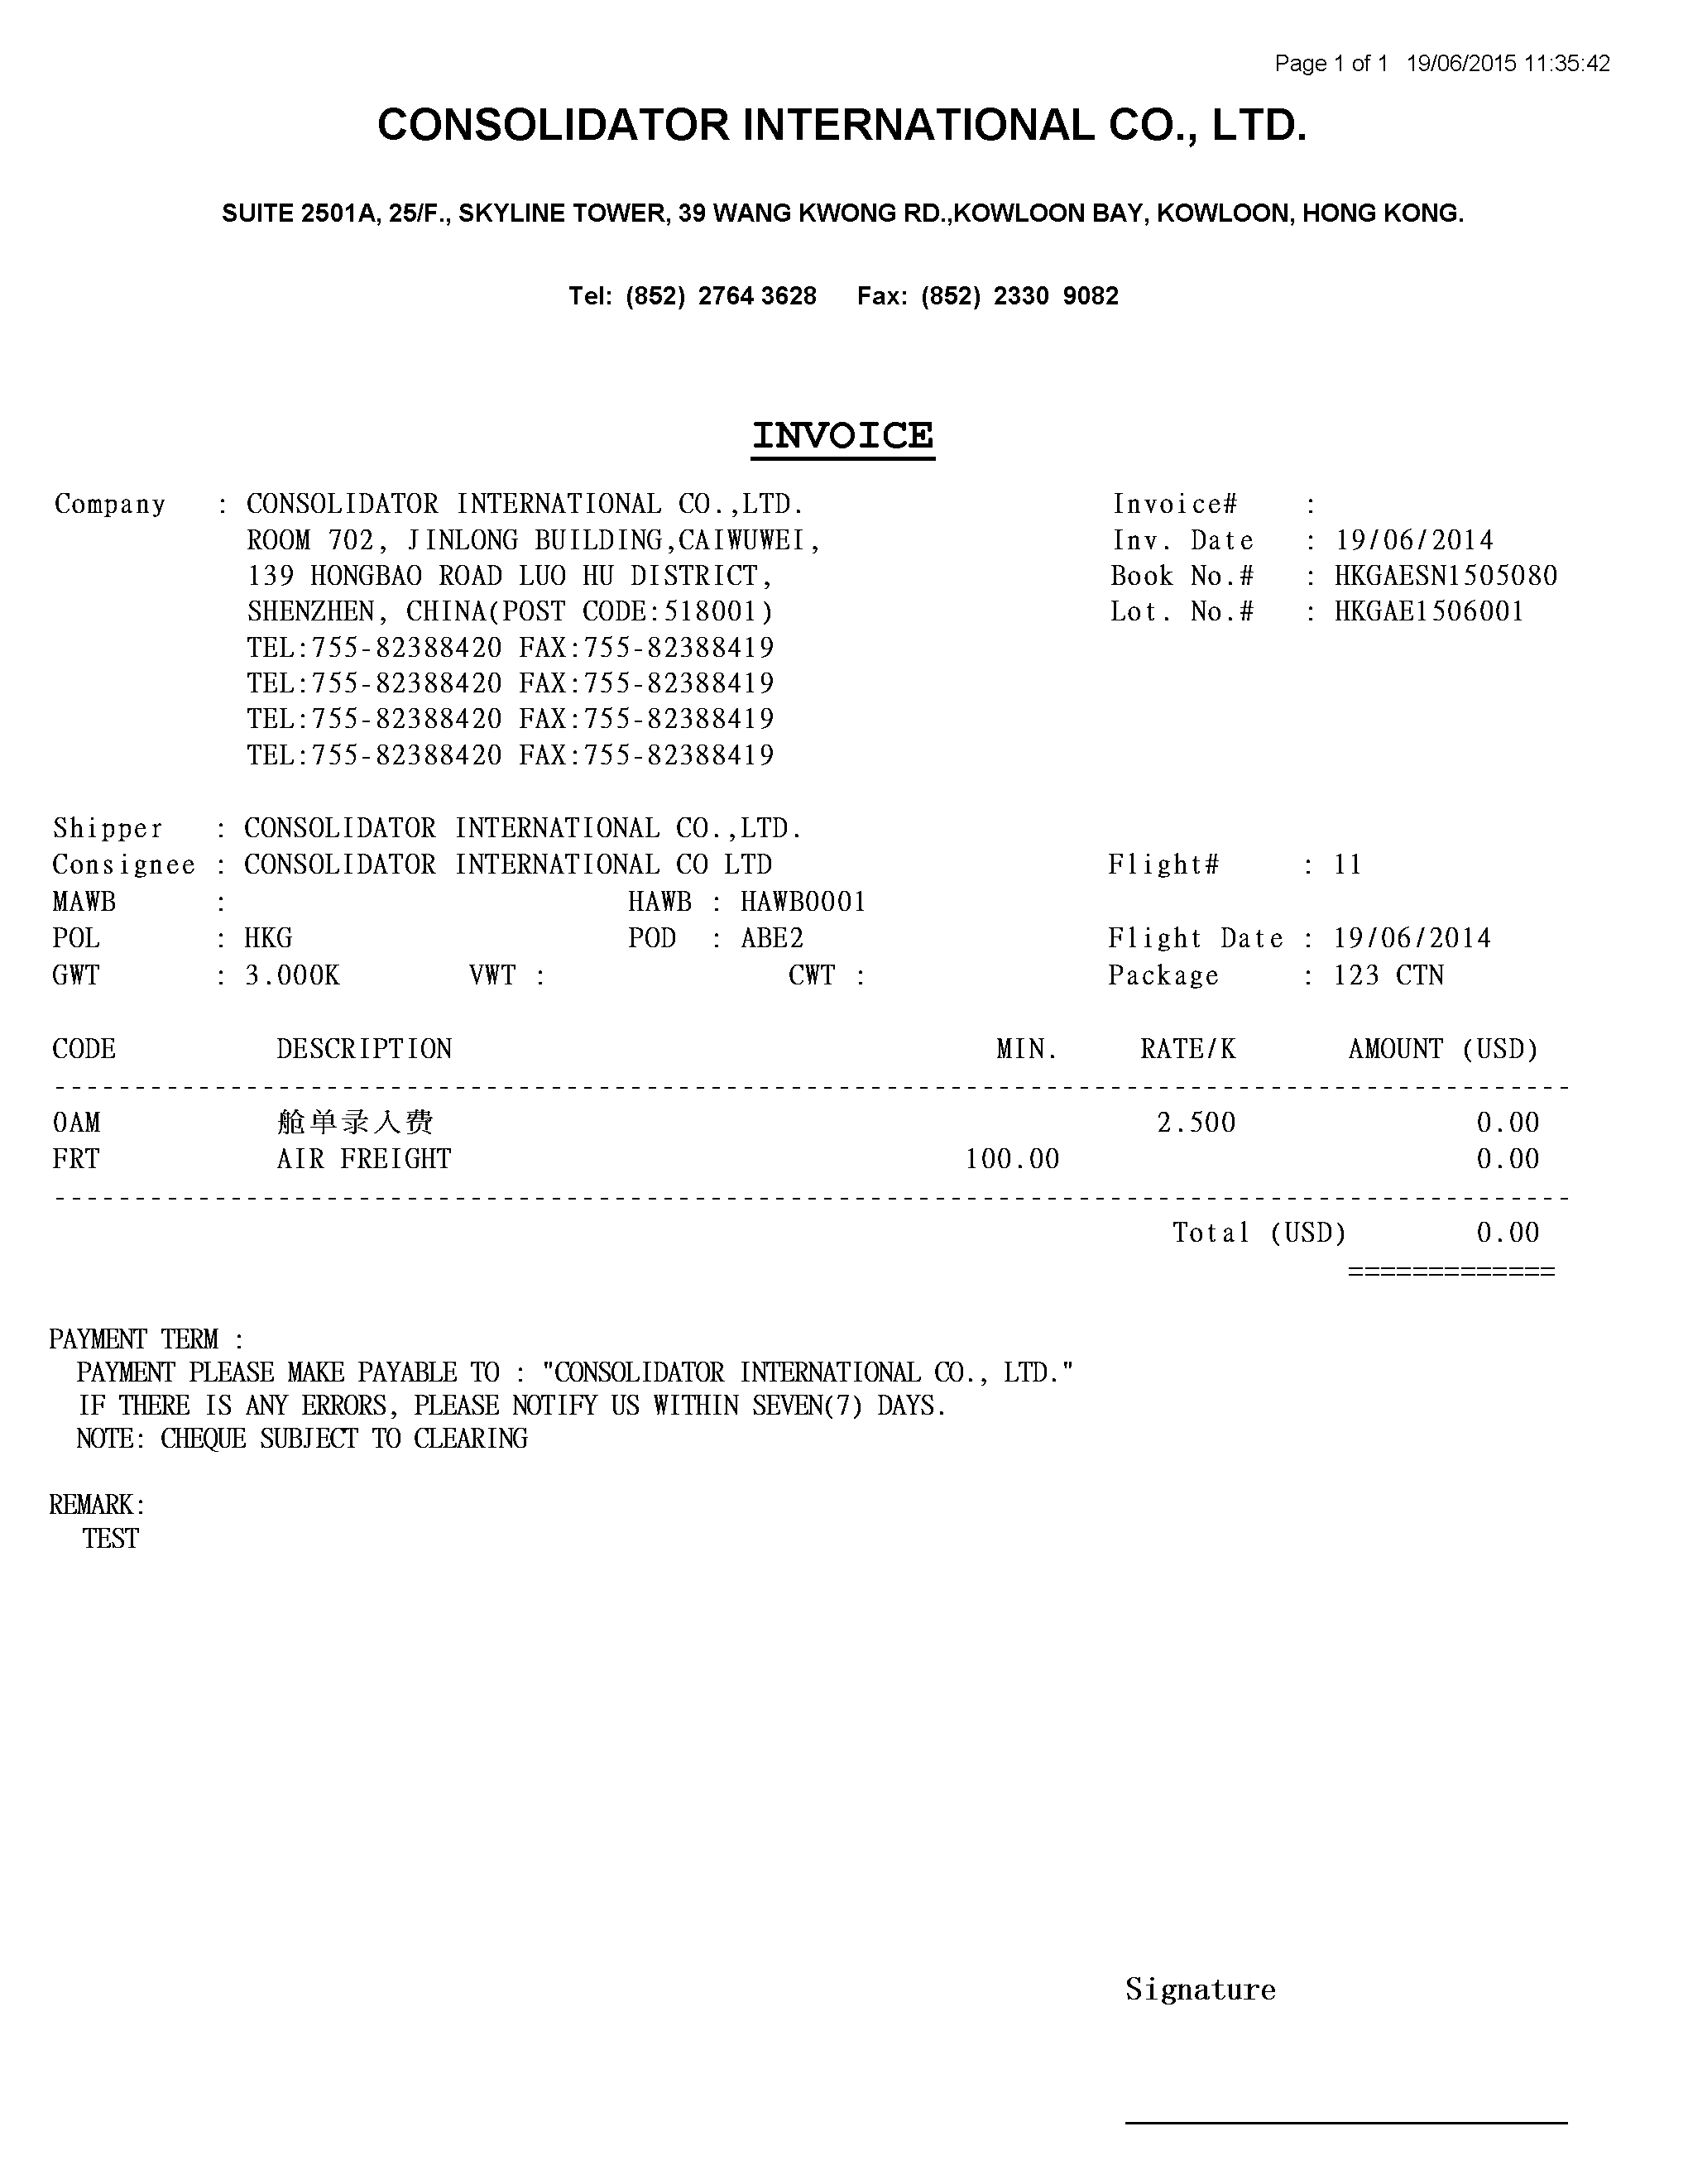 Page 1 of 1 19/06/2015 11:35:42
CONSOLIDATOR INTERNATIONAL CO., LTD.
SUITE 2501A, 25/F., SKYLINE TOWER, 39 WANG KWONG RD.,KOWLOON BAY, KOWLOON, HONG KONG.
Tel: (852) 2764 3628 Fax: (852) 2330 9082
INVOICE
Company : CONSOLIDATOR INTERNATIONAL CO.,LTD. Invoice# :
ROOM 702, JINLONG BUILDING,CAIWUWEI, Inv. Date : 19/06/2014
139 HONGBAO ROAD LUO HU DISTRICT, Book No.# : HKGAESN1505080
SHENZHEN, CHINA(POST CODE:518001) Lot. No.# : HKGAE1506001
TEL:755-82388420 FAX:755-82388419
TEL:755-82388420 FAX:755-82388419
TEL:755-82388420 FAX:755-82388419
TEL:755-82388420 FAX:755-82388419
Shipper : CONSOLIDATOR INTERNATIONAL CO.,LTD.
Consignee : CONSOLIDATOR INTERNATIONAL CO LTD Flight# : 11
MAWB : HAWB : HAWB0001
POL : HKG POD : ABE2 Flight Date : 19/06/2014
GWT : 3.000K VWT : CWT : Package : 123 CTN
CODE DESCRIPTION MIN. RATE/K AMOUNT (USD)
OAM 舱单录入费 2.500 0.00
FRT AIR FREIGHT 100.00 0.00
Total (USD) 0.00
=============
PAYMENT TERM :
PAYMENT PLEASE MAKE PAYABLE TO : "CONSOLIDATOR INTERNATIONAL CO., LTD."
IF THERE IS ANY ERRORS, PLEASE NOTIFY US WITHIN SEVEN(7) DAYS.
NOTE: CHEQUE SUBJECT TO CLEARING
REMARK:
TEST
Signature